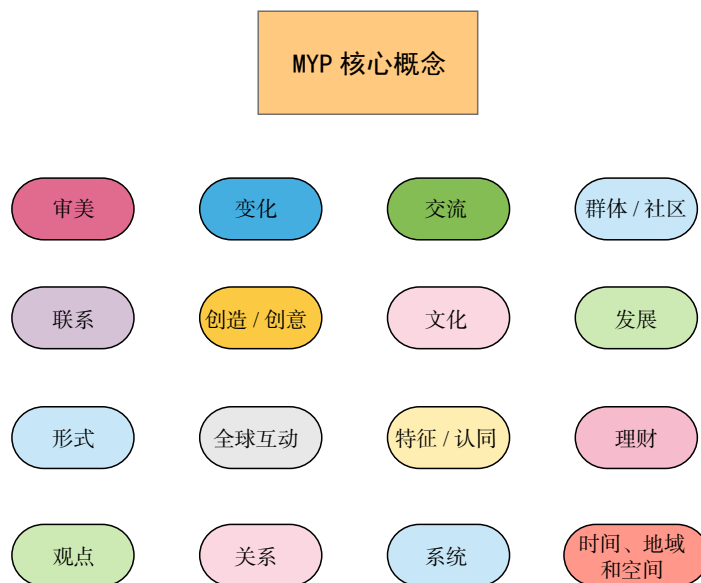 MYP 核心概念
审美
变化
交流
群体 / 社区
联系
创造 / 创意
文化
发展
形式
全球互动
特征 / 认同
理财
观点
关系
系统
时间、地域
和空间